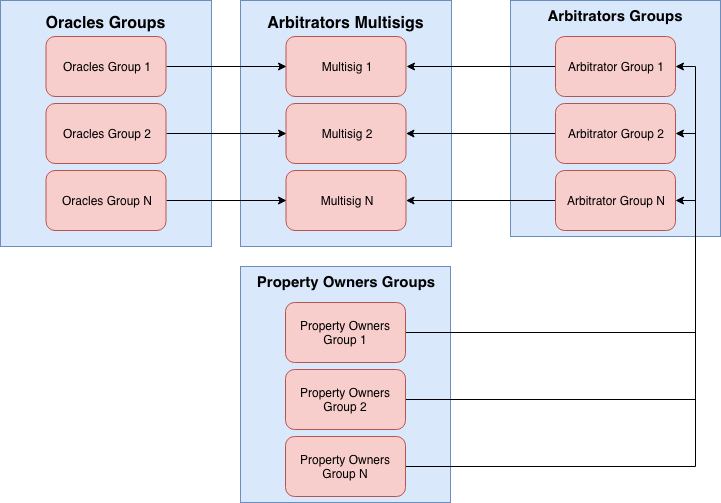 Oracles Groups
Oracles Group 1
Oracles Group 2
Oracles Group N
Arbitrators Multisigs
Multisig 1
Multisig 2
Multisig N
Arbitrators Groups
Arbitrator Group 1
Arbitrator Group 2
Arbitrator Group N
Property Owners Groups
Property Owners
Group 1
Property Owners
Group 2
Property Owners
Group N